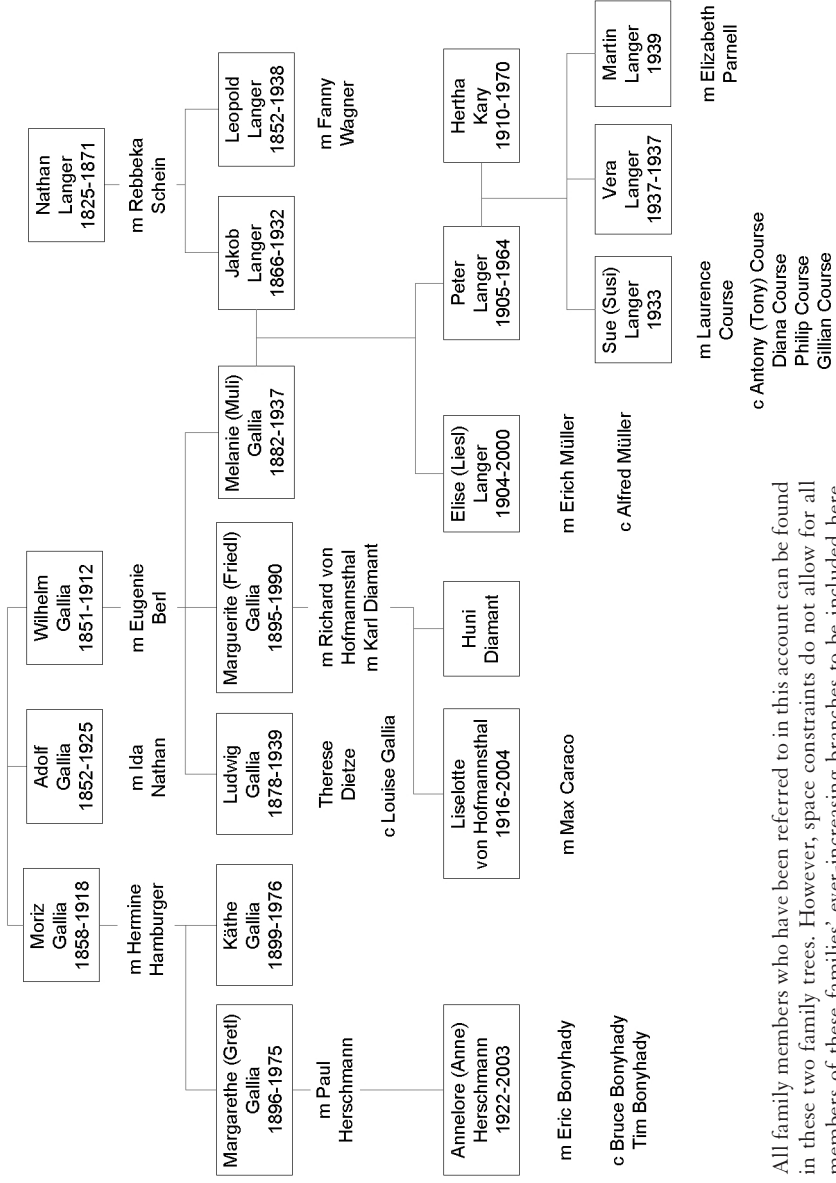 Moriz
Gallia
1858-1918
Adolf
Gallia
1852-1925
Wilhelm
Gallia
1851-1912
Nathan
Langer
1825-1871
m Hermine
Hamburger
m Ida
Nathan
m Eugenie
Berl
m Rebbeka
Schein
Margarethe (Gretl)
Gallia
1896-1975
Käthe
Gallia
1899-1976
Ludwig
Gallia
1878-1939
Marguerite (Friedl)
Gallia
1895-1990
Melanie (Muli)
Gallia
1882-1937
Jakob
Langer
1866-1932
Leopold
Langer
1852-1938
m Paul
Herschmann
Therese
Dietze
c Louise Gallia
m Richard von
Hofmannsthal
m Karl Diamant
m Fanny
Wagner
Annelore (Anne)
Herschmann
1922-2003
Liselotte
von Hofmannsthal
1916-2004
Huni
Diamant
Elise (Liesl)
Langer
1904-2000
Peter
Langer
1905-1964
Hertha
Kary
1910-1970
m Eric Bonyhady
c Bruce Bonyhady
Tim Bonyhady
m Max Caraco
m Erich Müller
c Alfred Müller
Sue (Susi)
Langer
1933
Vera
Langer
1937-1937
Martin
Langer
1939
m Laurence
Course
m Elizabeth
Parnell
c Antony (Tony) Course
Diana Course
Philip Course
Gillian Course
All family members who have been referred to in this account can be found
in these two family trees. However, space constraints do not allow for all
members of these families' ever-increasing branches to be included here